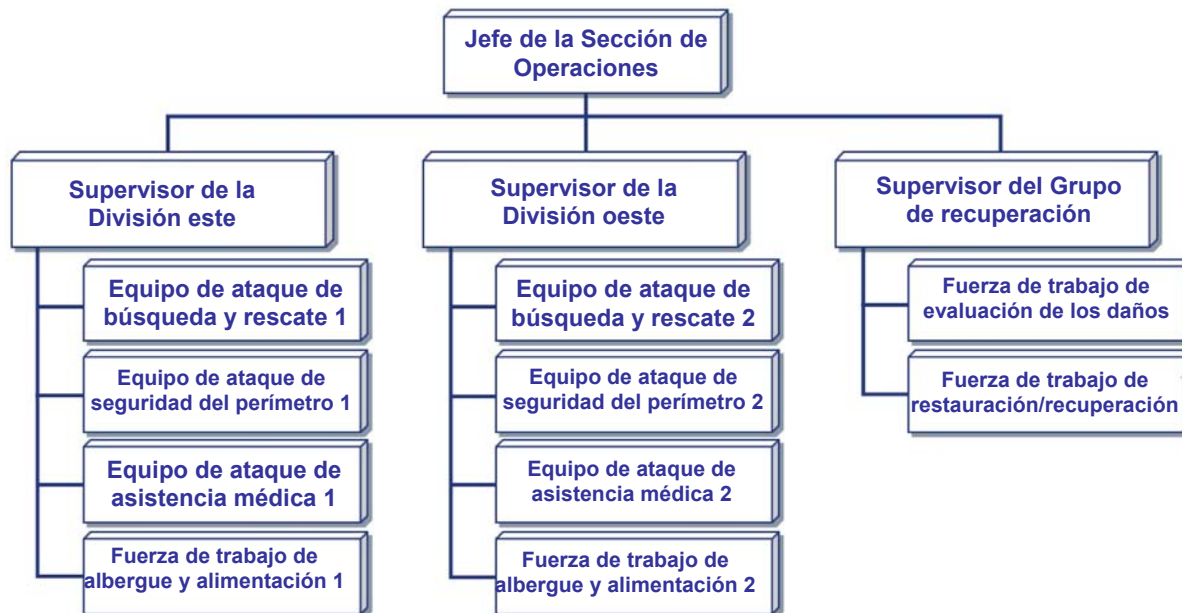 Jefe de la Sección de
Operaciones
Supervisor de la
División este
Equipo de ataque de
búsqueda y rescate 1
Equipo de ataque de
seguridad del perímetro 1
Equipo de ataque de
asistencia médica 1
Fuerza de trabajo de
albergue y alimentación 1
Supervisor de la
División oeste
Equipo de ataque de
búsqueda y rescate 2
Equipo de ataque de
seguridad del perímetro 2
Equipo de ataque de
asistencia médica 2
Fuerza de trabajo de
albergue y alimentación 2
Supervisor del Grupo
de recuperación
Fuerza de trabajo de
evaluación de los daños
Fuerza de trabajo de
restauración/recuperación